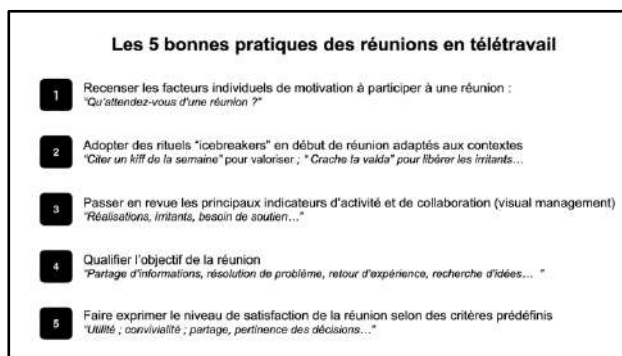 Les 5 bonnes pratiques des réunions en télétravail
1
Recenser les facteurs individuels de motivation à participer à une réunion :
"Qu'attendez-vous d'une réunion ?"
2
Adopter des rituels "icebreakers" en début de réunion adaptés aux contextes
"Citer un kiff de la semaine" pour valoriser ; " Crache ta valda" pour libérer les irritants...
3
Passer en revue les principaux indicateurs d'activité et de collaboration (visual management)
"Réalisations, irritants, besoin de soutien..."
4
Qualifier l'objectif de la réunion
"Partage d'informations, résolution de problème, retour d'expérience, recherche d'idées... "
5
Faire exprimer le niveau de satisfaction de la réunion selon des critères prédéfinis
"Utilité ; convivialité ; partage, pertinence des décisions..."